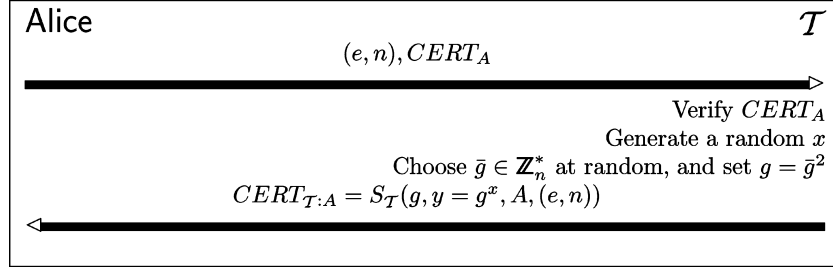 Alice 𝒯
(e, n), CERT_A
Verify CERT_A
Generate a random x
Choose ḡ ∈ ℤ*_n at random, and set g = ḡ²
CERT_{𝒯:A} = S_𝒯(g, y = g^x, A, (e, n))